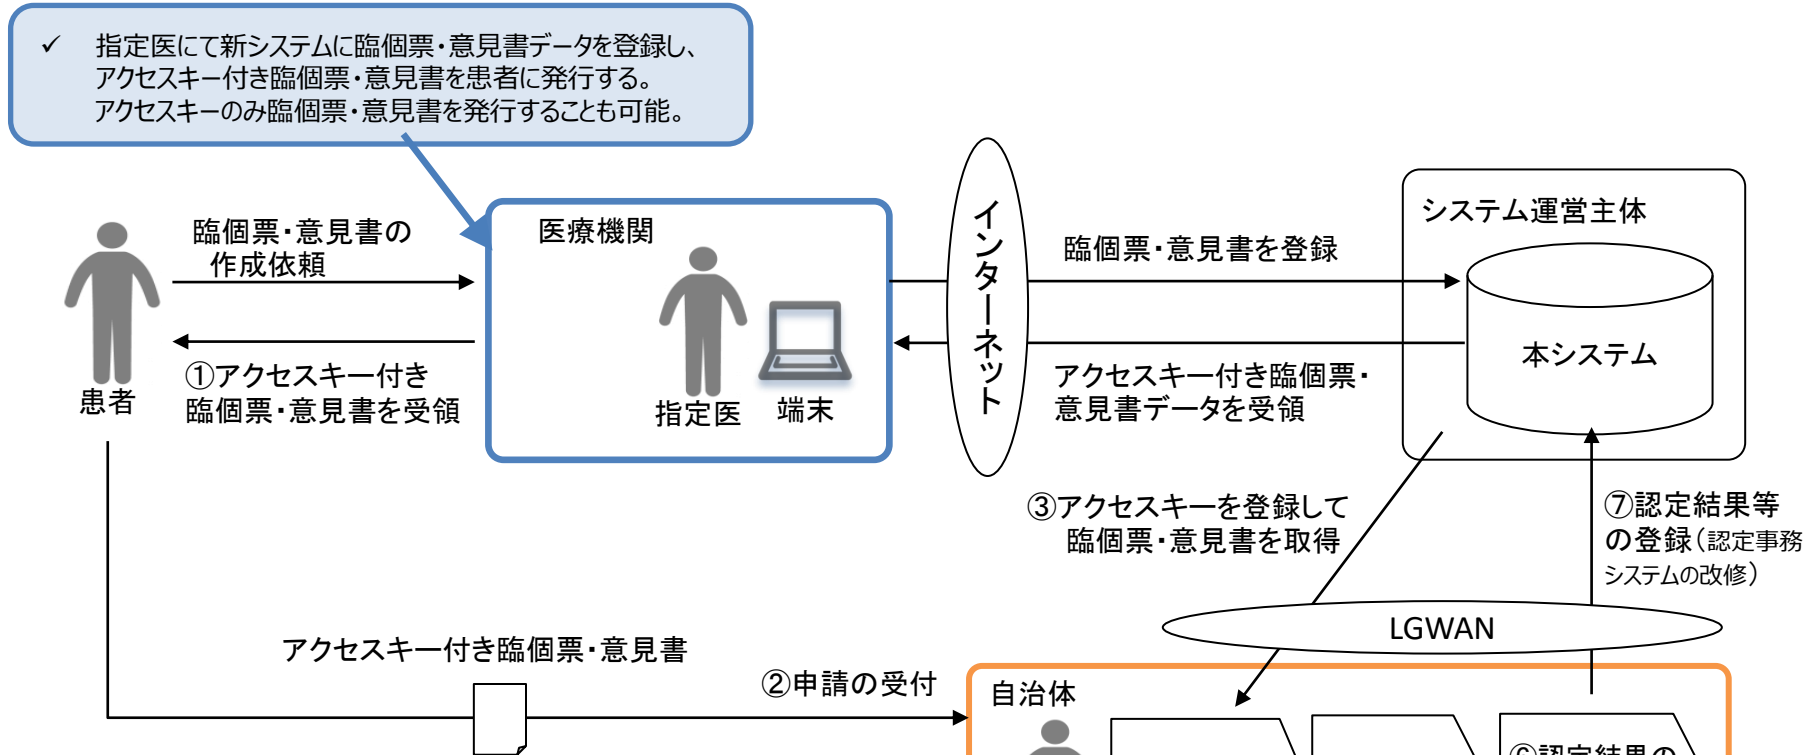 ✓ 指定医にて新システムに臨個票・意見書データを登録し、
アクセスキー付き臨個票・意見書を患者に発行する。
アクセスキーのみ臨個票・意見書を発行することも可能。
臨個票・意見書の
作成依頼
①アクセスキー付き
臨個票・意見書を受領
患者
医療機関
指定医
端末
インターネット
臨個票・意見書を登録
アクセスキー付き臨個票・
意見書データを受領
システム運営主体
本システム
③アクセスキーを登録して
臨個票・意見書を取得
⑦認定結果等
の登録(認定事務
システムの改修)
LGWAN
アクセスキー付き臨個票・意見書
②申請の受付
自治体
⑥認定結果の